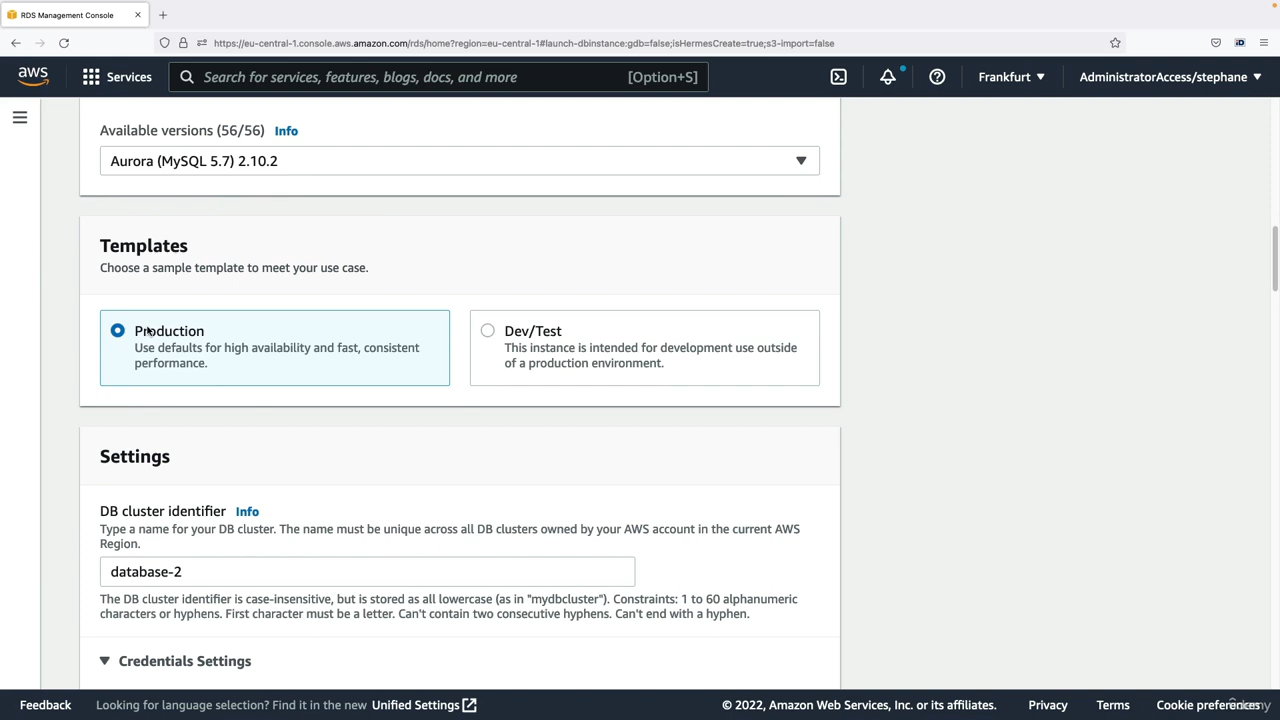 RDS Management Console
https://eu-central-1.console.aws.amazon.com/rds/home?region=eu-central-1#launch-dbinstance:gdb=false;isHermesCreate=true;s3-import=false
aws Services Search for services, features, blogs, docs, and more [Option+S] Frankfurt AdministratorAccess/stephane
Available versions (56/56) Info
Aurora (MySQL 5.7) 2.10.2
Templates
Choose a sample template to meet your use case.
Production
Use defaults for high availability and fast, consistent
performance.
Dev/Test
This instance is intended for development use outside
of a production environment.
Settings
DB cluster identifier Info
Type a name for your DB cluster. The name must be unique across all DB clusters owned by your AWS account in the current AWS
Region.
database-2
The DB cluster identifier is case-insensitive, but is stored as all lowercase (as in "mydbcluster"). Constraints: 1 to 60 alphanumeric
characters or hyphens. First character must be a letter. Can't contain two consecutive hyphens. Can't end with a hyphen.
Credentials Settings
Feedback Looking for language selection? Find it in the new Unified Settings © 2022, Amazon Web Services, Inc. or its affiliates. Privacy Terms Cookie preferences